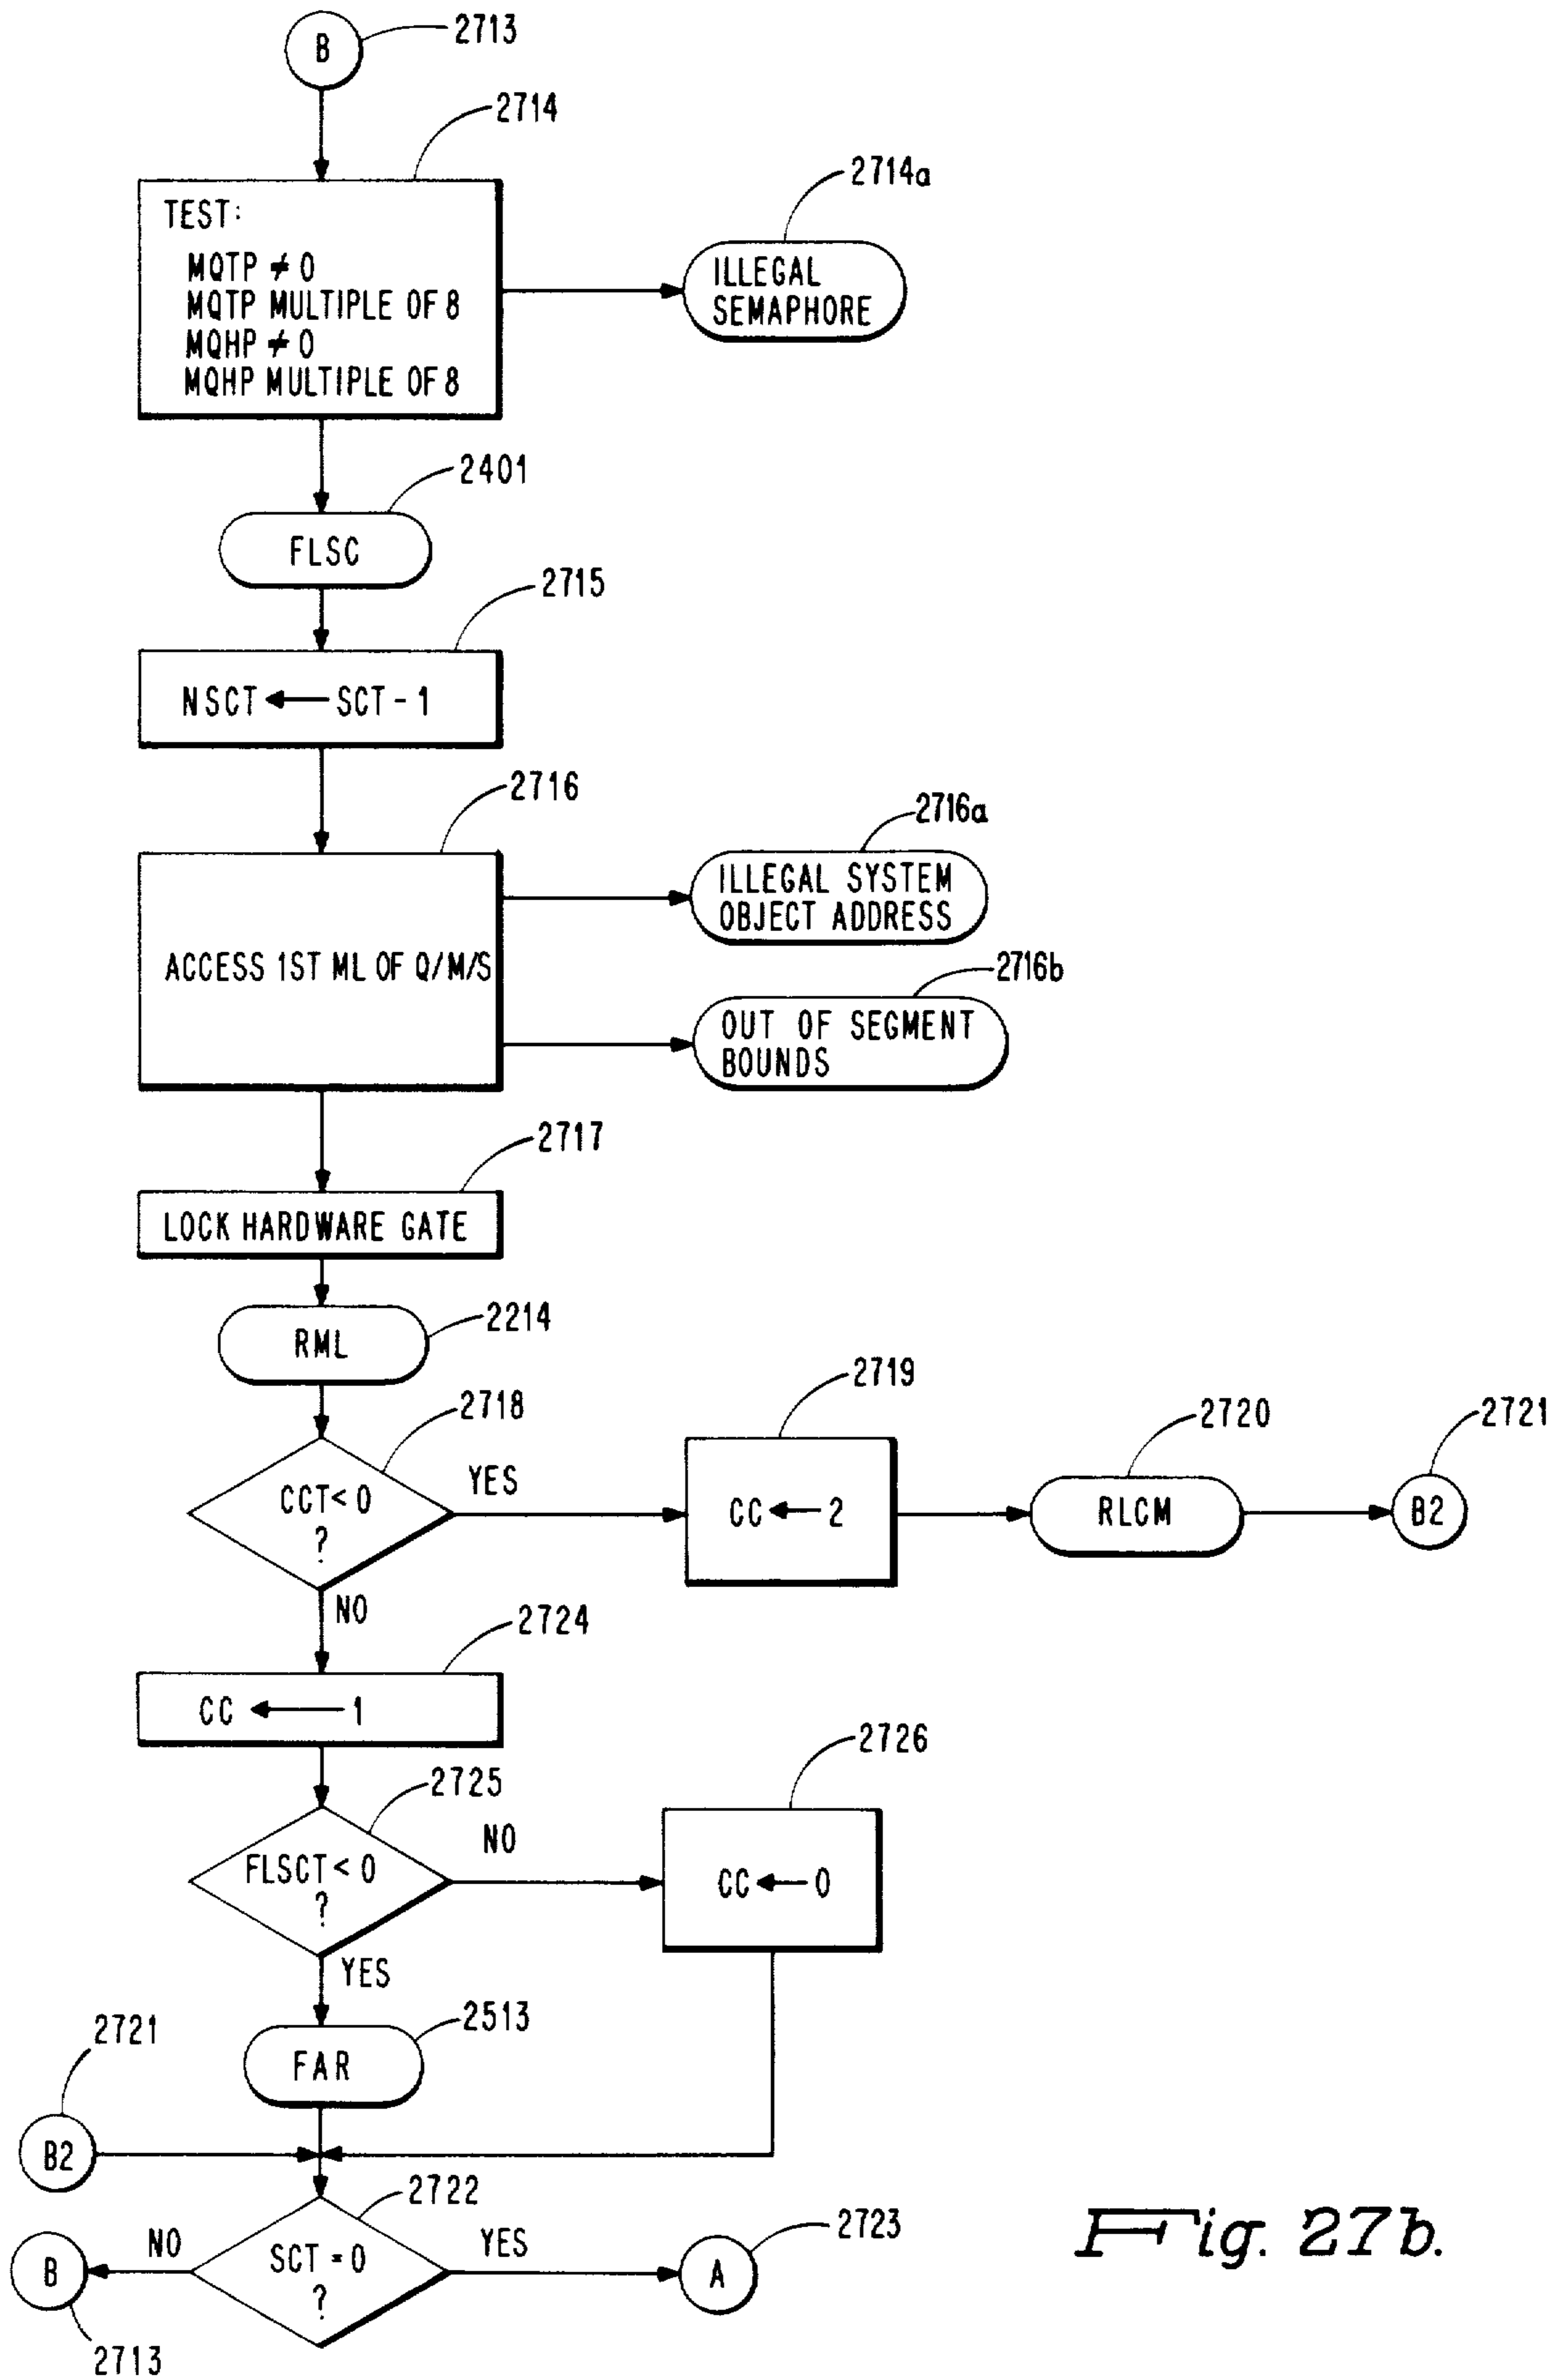 B
2713
2714
TEST:
MQTP ≠ 0
MQTP MULTIPLE OF 8
MQHP ≠ 0
MQHP MULTIPLE OF 8
2714a
ILLEGAL
SEMAPHORE
2401
FLSC
2715
NSCT ← SCT - 1
2716
ACCESS 1ST ML OF Q/M/S
2716a
ILLEGAL SYSTEM
OBJECT ADDRESS
2716b
OUT OF SEGMENT
BOUNDS
2717
LOCK HARDWARE GATE
2214
RML
2718
CCT < 0
?
YES
NO
2719
CC ← 2
2720
RLCM
2721
B2
2724
CC ← 1
2725
FLSCT < 0
?
NO
YES
2726
CC ← 0
2513
FAR
2721
B2
2722
SCT = 0
?
NO
YES
B
2713
2723
A
Fig. 27b.